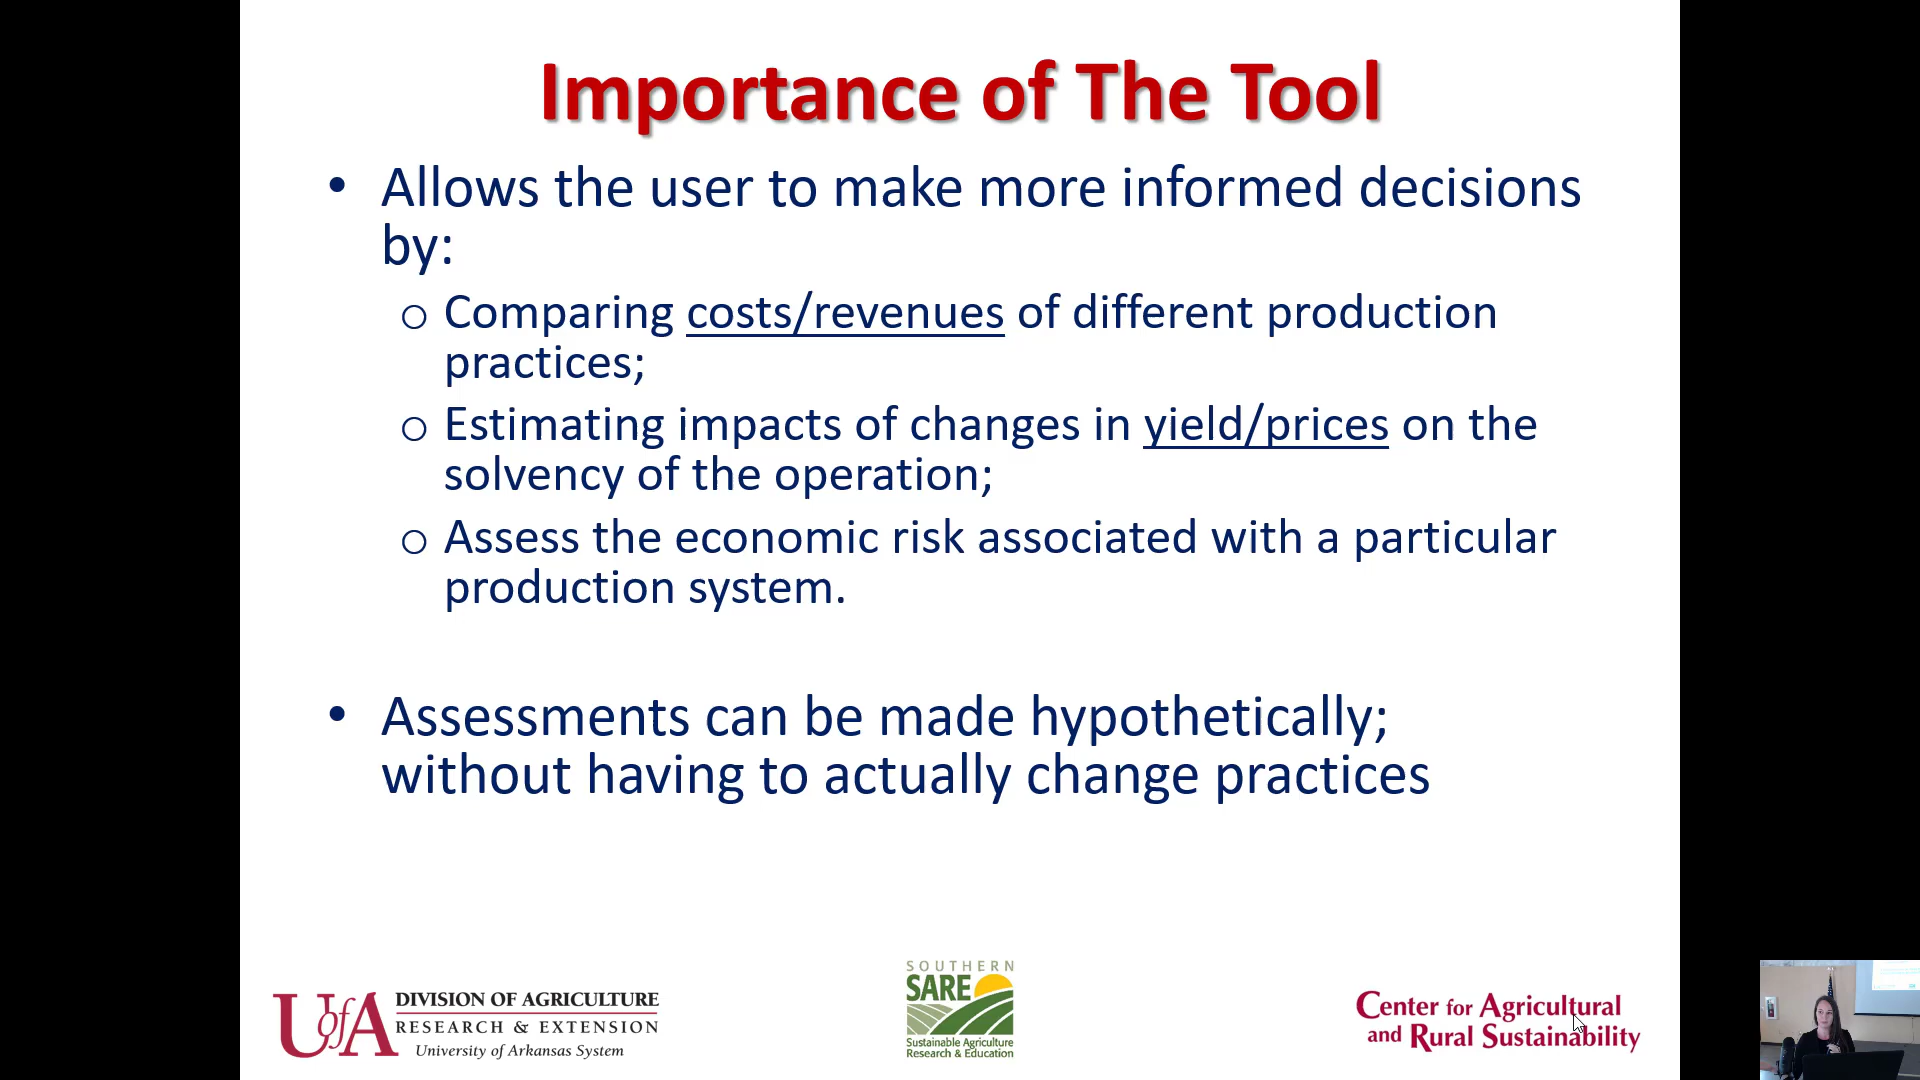 Importance of The Tool
• Allows the user to make more informed decisions
by:
o Comparing costs/revenues of different production
practices;
o Estimating impacts of changes in yield/prices on the
solvency of the operation;
o Assess the economic risk associated with a particular
production system.
• Assessments can be made hypothetically;
without having to actually change practices
UofA DIVISION OF AGRICULTURE
RESEARCH & EXTENSION
University of Arkansas System
SOUTHERN
SARE
Sustainable Agriculture
Research & Education
Center for Agricultural
and Rural Sustainability